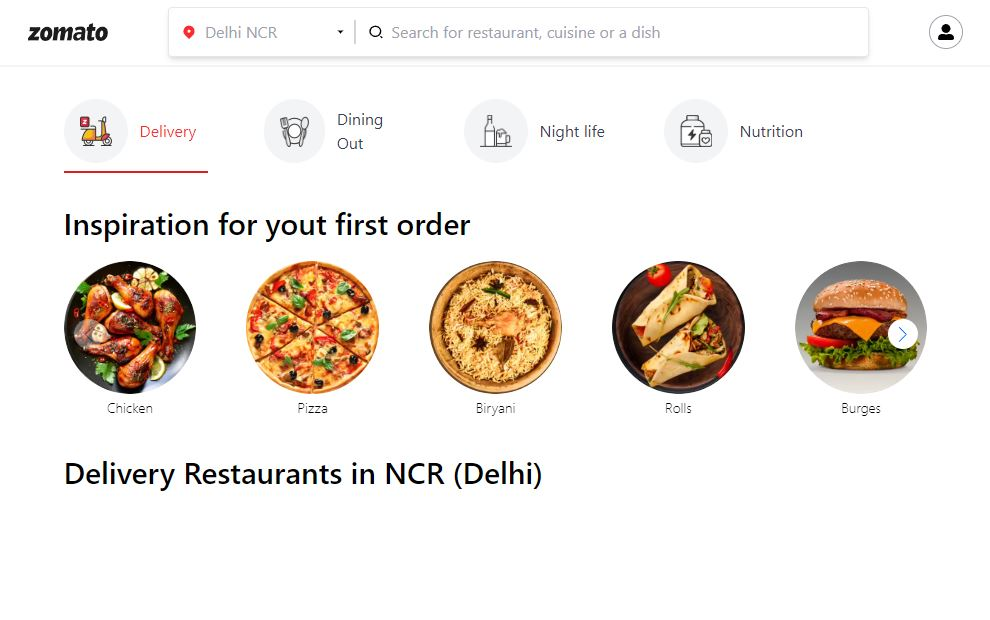 zomato
Delhi NCR
Search for restaurant, cuisine or a dish
Delivery
Dining
Out
Night life
Nutrition
Inspiration for yout first order
Chicken
Pizza
Biryani
Rolls
Burges
Delivery Restaurants in NCR (Delhi)